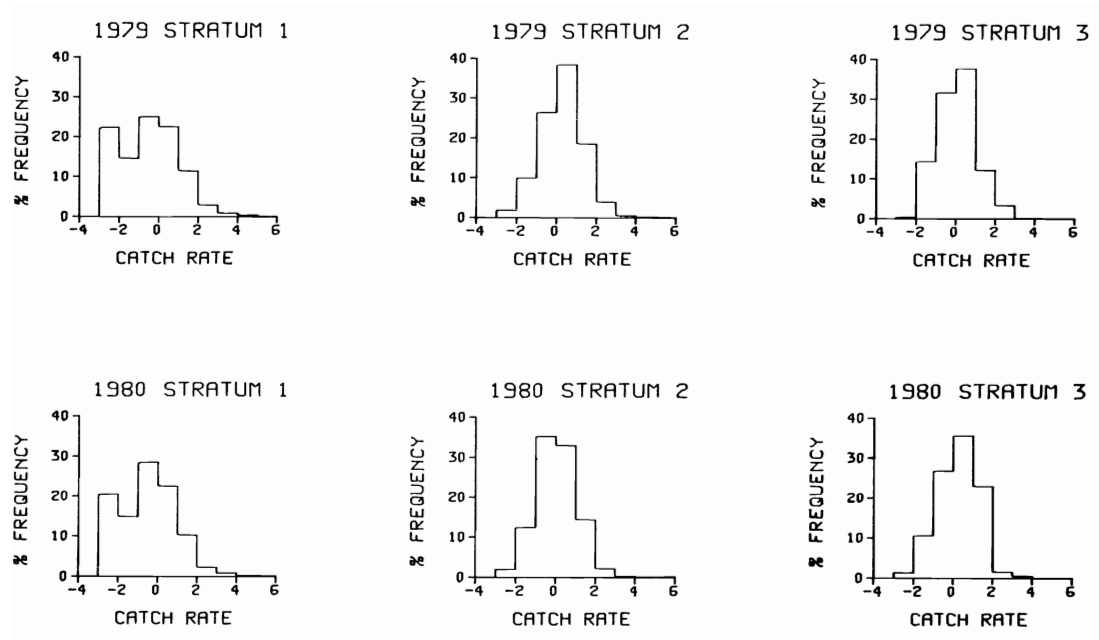 1979 STRATUM 1
1979 STRATUM 2
1979 STRATUM 3
% FREQUENCY
40
30
20
10
0
-4 -2 0 2 4 6
CATCH RATE
% FREQUENCY
40
30
20
10
0
-4 -2 0 2 4 6
CATCH RATE
% FREQUENCY
40
30
20
10
0
-4 -2 0 2 4 6
CATCH RATE
1980 STRATUM 1
1980 STRATUM 2
1980 STRATUM 3
% FREQUENCY
40
30
20
10
0
-4 -2 0 2 4 6
CATCH RATE
% FREQUENCY
40
30
20
10
0
-4 -2 0 2 4 6
CATCH RATE
% FREQUENCY
40
30
20
10
0
-4 -2 0 2 4 6
CATCH RATE